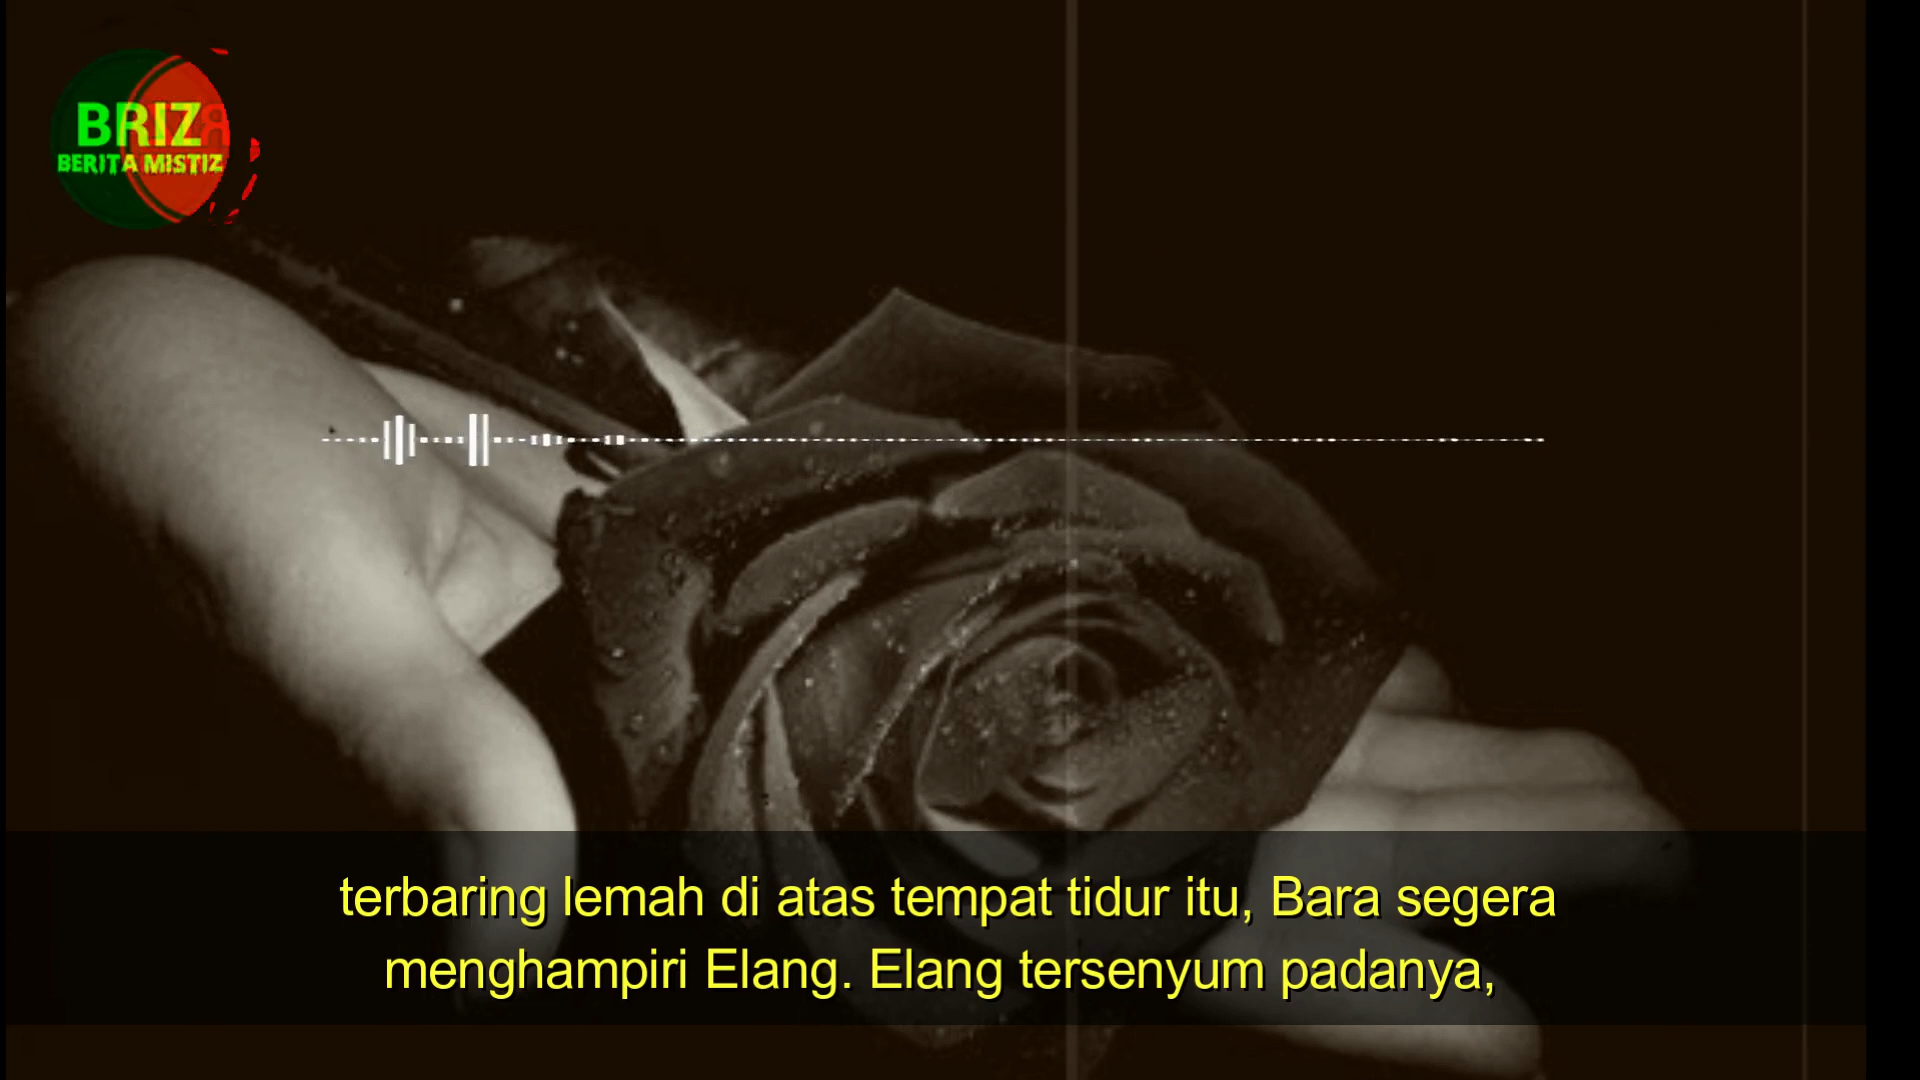 BRIZ
BERITA MISTIZ
terbaring lemah di atas tempat tidur itu, Bara segera
menghampiri Elang. Elang tersenyum padanya,